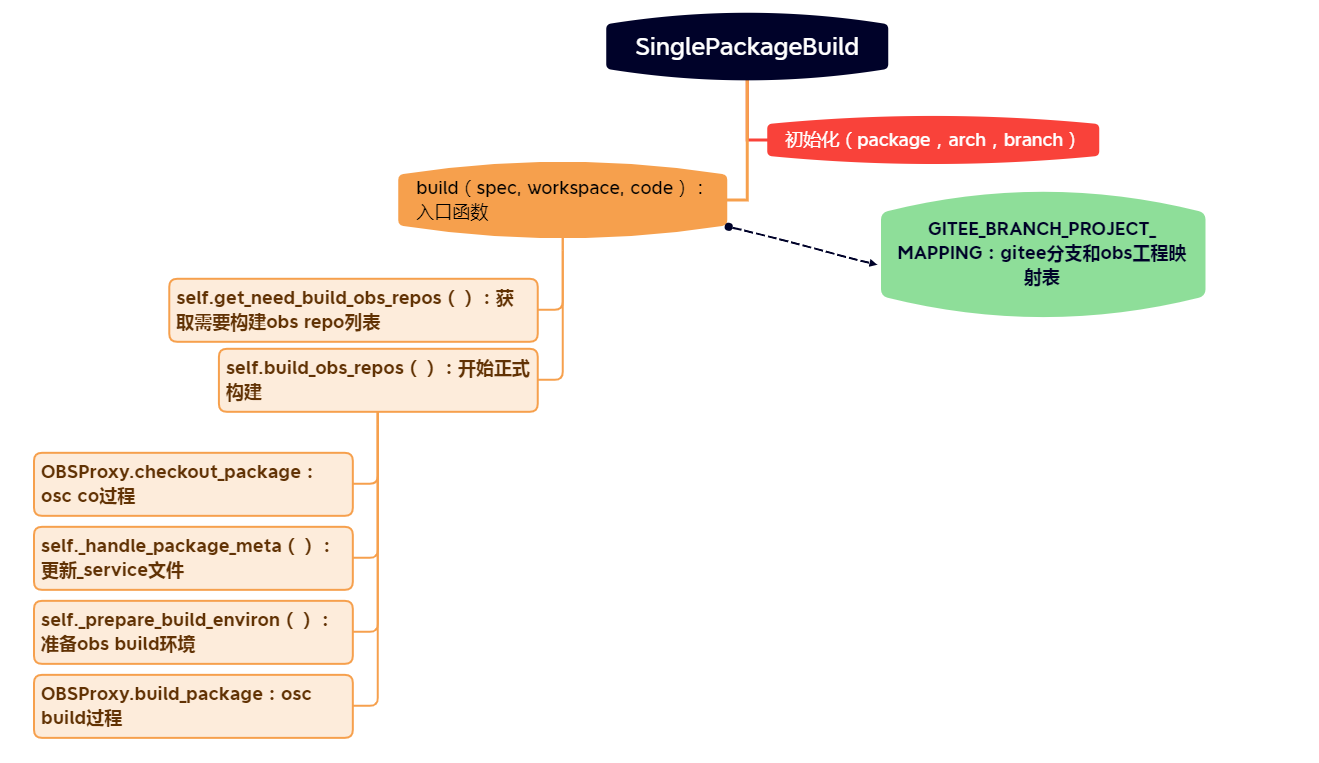 SinglePackageBuild
初始化（package，arch，branch）
build（spec, workspace, code）：
入口函数
GITEE_BRANCH_PROJECT_
MAPPING：gitee分支和obs工程映
射表
self.get_need_build_obs_repos（ ）：获
取需要构建obs repo列表
self.build_obs_repos（ ）：开始正式
构建
OBSProxy.checkout_package：
osc co过程
self._handle_package_meta（ ）：
更新_service文件
self._prepare_build_environ（ ）：
准备obs build环境
OBSProxy.build_package：osc
build过程